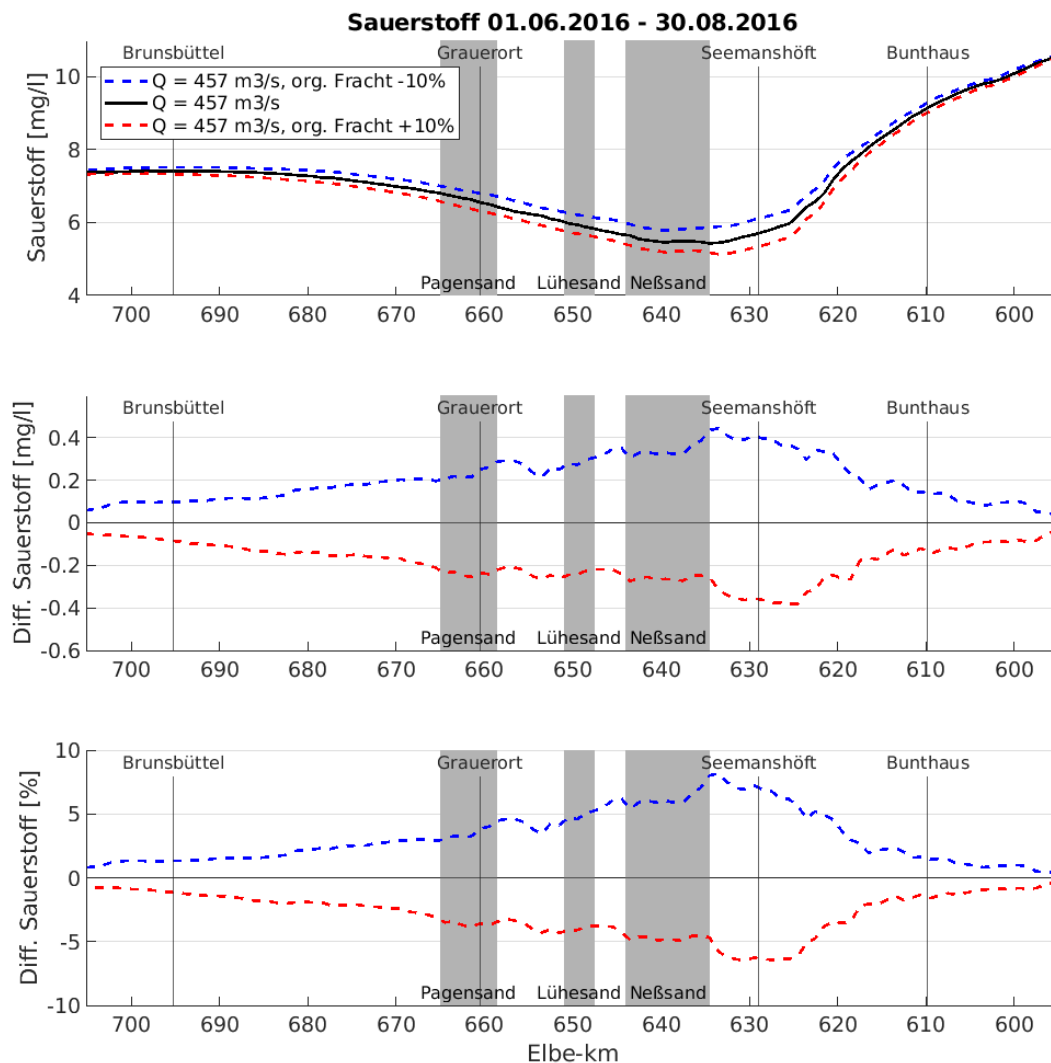 Sauerstoff 01.06.2016 - 30.08.2016
Brunsbüttel Grauerort Seemanshöft Bunthaus
Q = 457 m3/s, org. Fracht -10%
Q = 457 m3/s
Q = 457 m3/s, org. Fracht +10%
Sauerstoff [mg/l]
10
8
6
4
Pagensand Lühesand Neßsand
700 690 680 670 660 650 640 630 620 610 600
Brunsbüttel Grauerort Seemanshöft Bunthaus
Diff. Sauerstoff [mg/l]
0.4
0.2
0
-0.2
-0.4
-0.6
Pagensand Lühesand Neßsand
700 690 680 670 660 650 640 630 620 610 600
Brunsbüttel Grauerort Seemanshöft Bunthaus
Diff. Sauerstoff [%]
10
5
0
-5
-10
Pagensand Lühesand Neßsand
700 690 680 670 660 650 640 630 620 610 600
Elbe-km